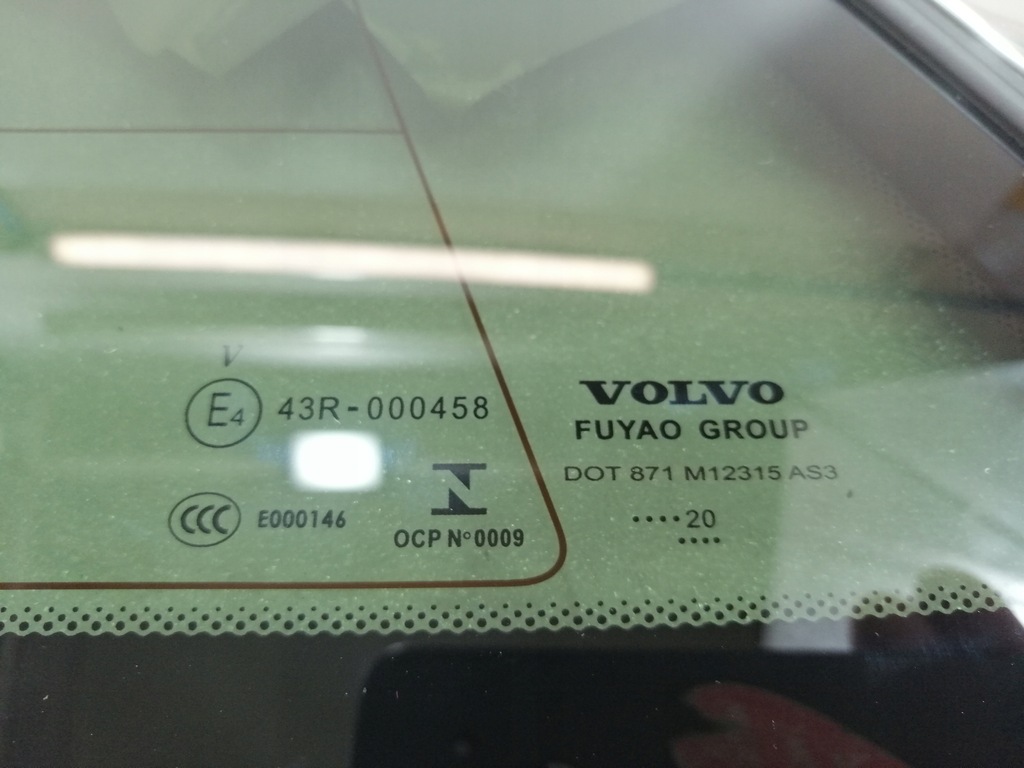 V
E4 43R-000458
CCC E000146
N
OCP N°0009
VOLVO
FUYAO GROUP
DOT 871 M12315 AS3
····20
····